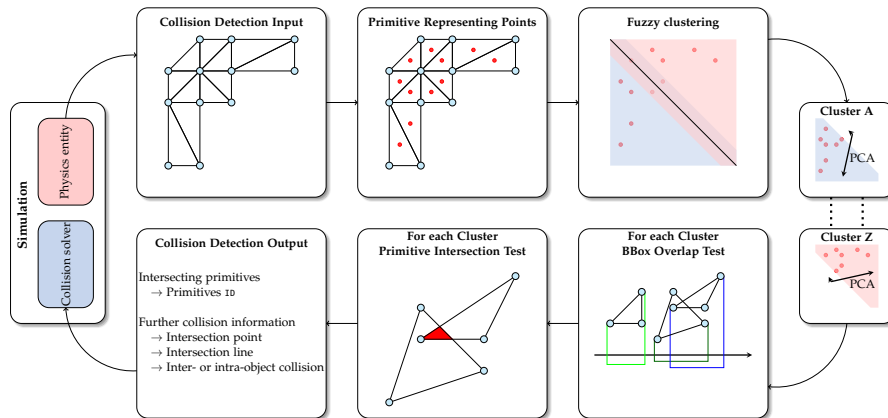 Simulation
Physics entity
Collision solver
Collision Detection Input
Primitive Representing Points
Fuzzy clustering
Cluster A
PCA
Cluster Z
PCA
For each Cluster
BBox Overlap Test
For each Cluster
Primitive Intersection Test
Collision Detection Output
Intersecting primitives
→ Primitives ID
Further collision information
→ Intersection point
→ Intersection line
→ Inter- or intra-object collision